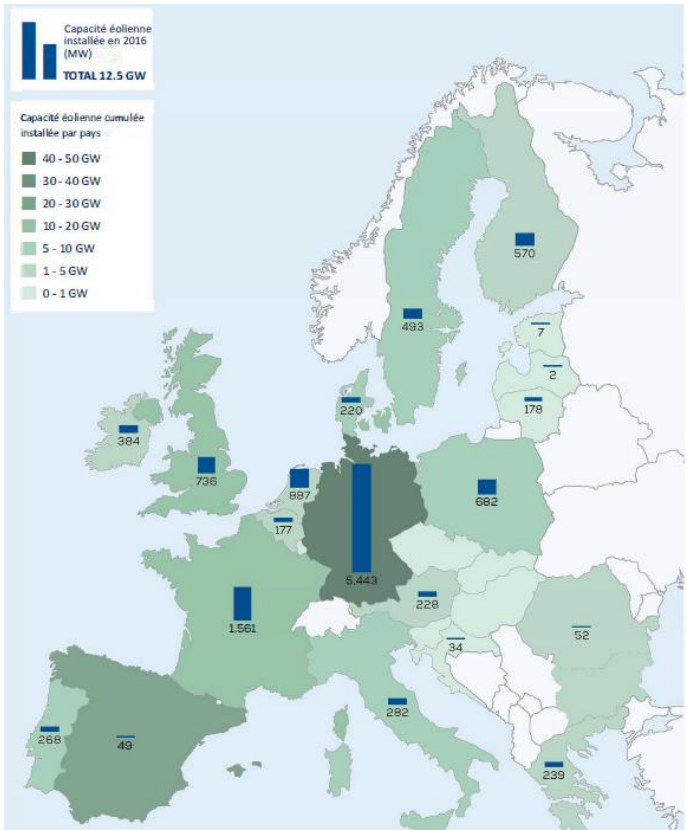 Capacité éolienne
installée en 2016
(MW)
TOTAL 12.5 GW
Capacité éolienne cumulée
installée par pays
40 - 50 GW
30 - 40 GW
20 - 30 GW
10 - 20 GW
5 - 10 GW
1 - 5 GW
0 - 1 GW
570
493
7
2
178
220
384
736
887
682
177
5,443
228
1,561
34
52
282
268
49
239